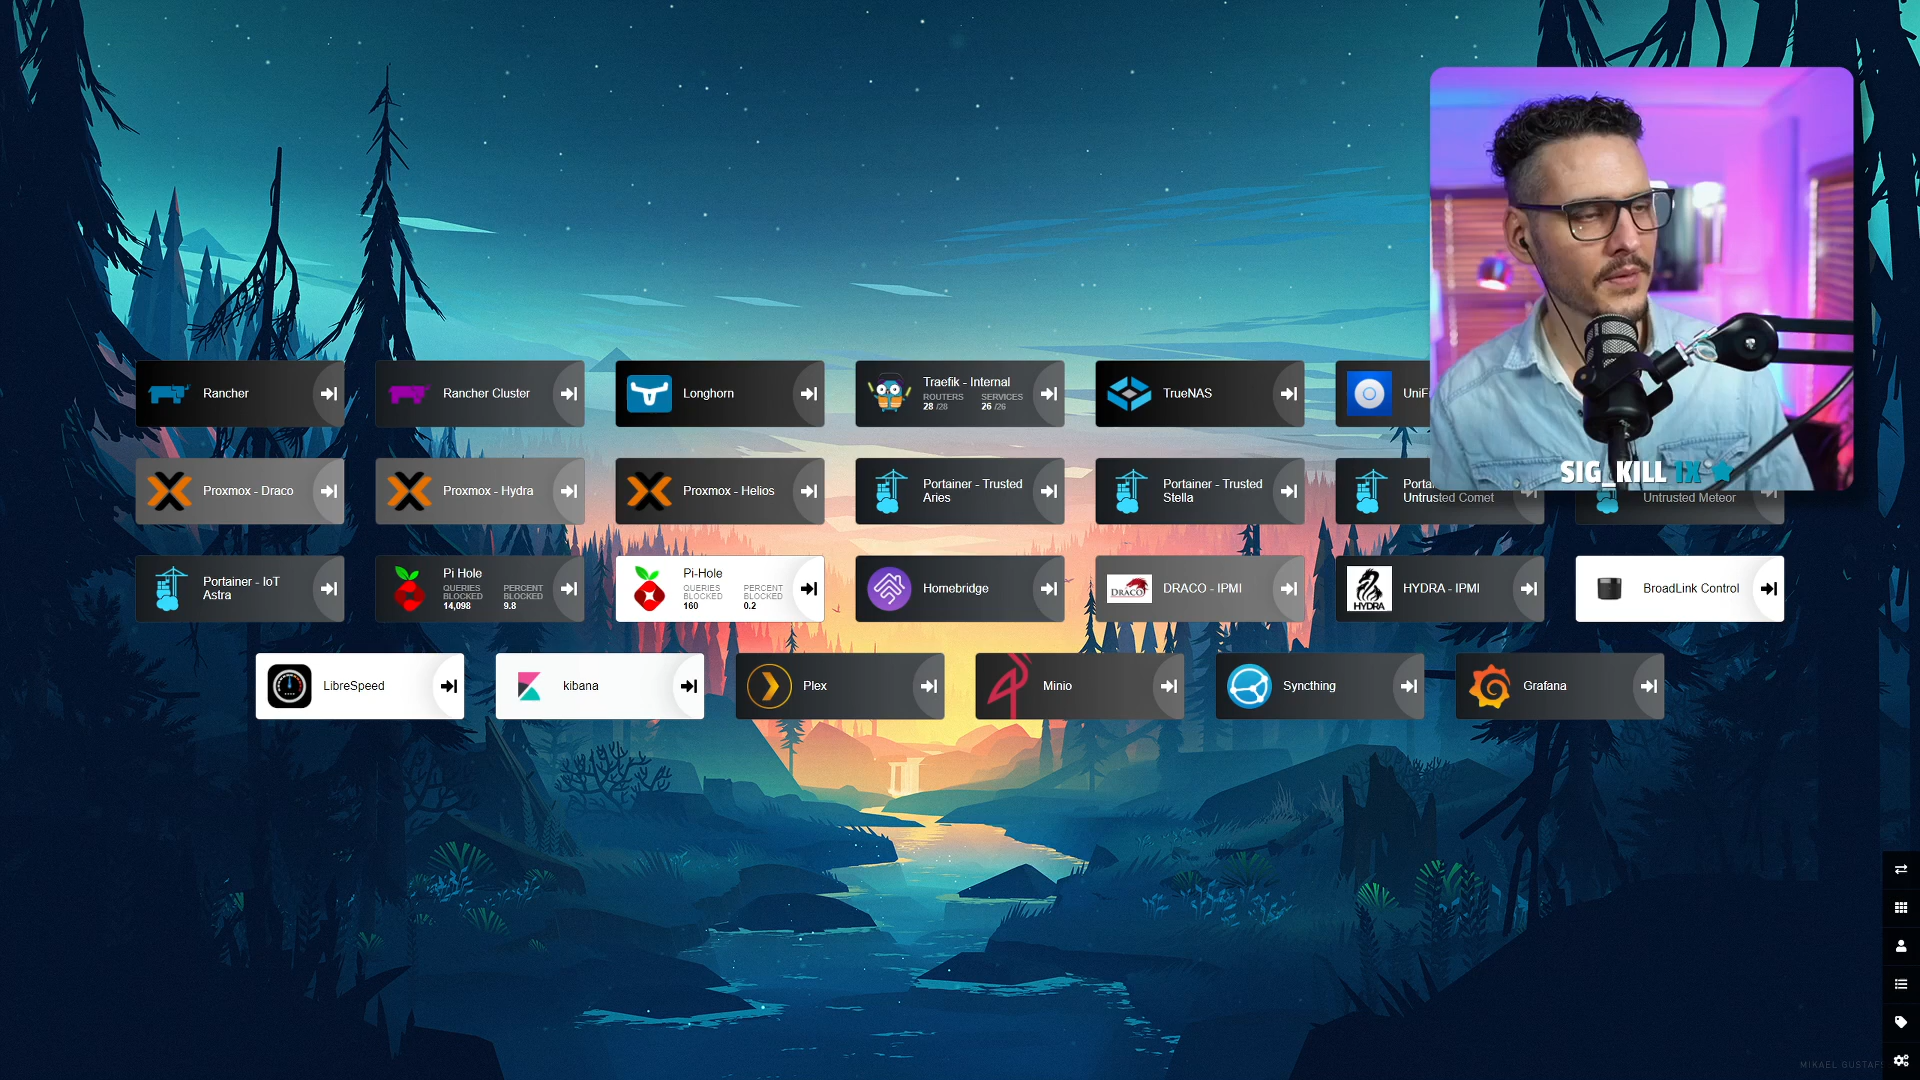 Rancher
Rancher Cluster
Longhorn
Traefik - Internal
ROUTERS SERVICES
28 /28 26 /26
TrueNAS
UniFi
SIG_KILL 1X
Proxmox - Draco
Proxmox - Hydra
Proxmox - Helios
Portainer - Trusted
Aries
Portainer - Trusted
Stella
Porta
Untrusted Comet
Untrusted Meteor
Portainer - IoT
Astra
Pi Hole
QUERIES PERCENT
BLOCKED BLOCKED
14,098 9.8
Pi-Hole
QUERIES PERCENT
BLOCKED BLOCKED
160 0.2
Homebridge
DRACO
DRACO - IPMI
HYDRA
HYDRA - IPMI
BroadLink Control
LibreSpeed
kibana
Plex
Minio
Syncthing
Grafana
MIKAEL GUSTAFS